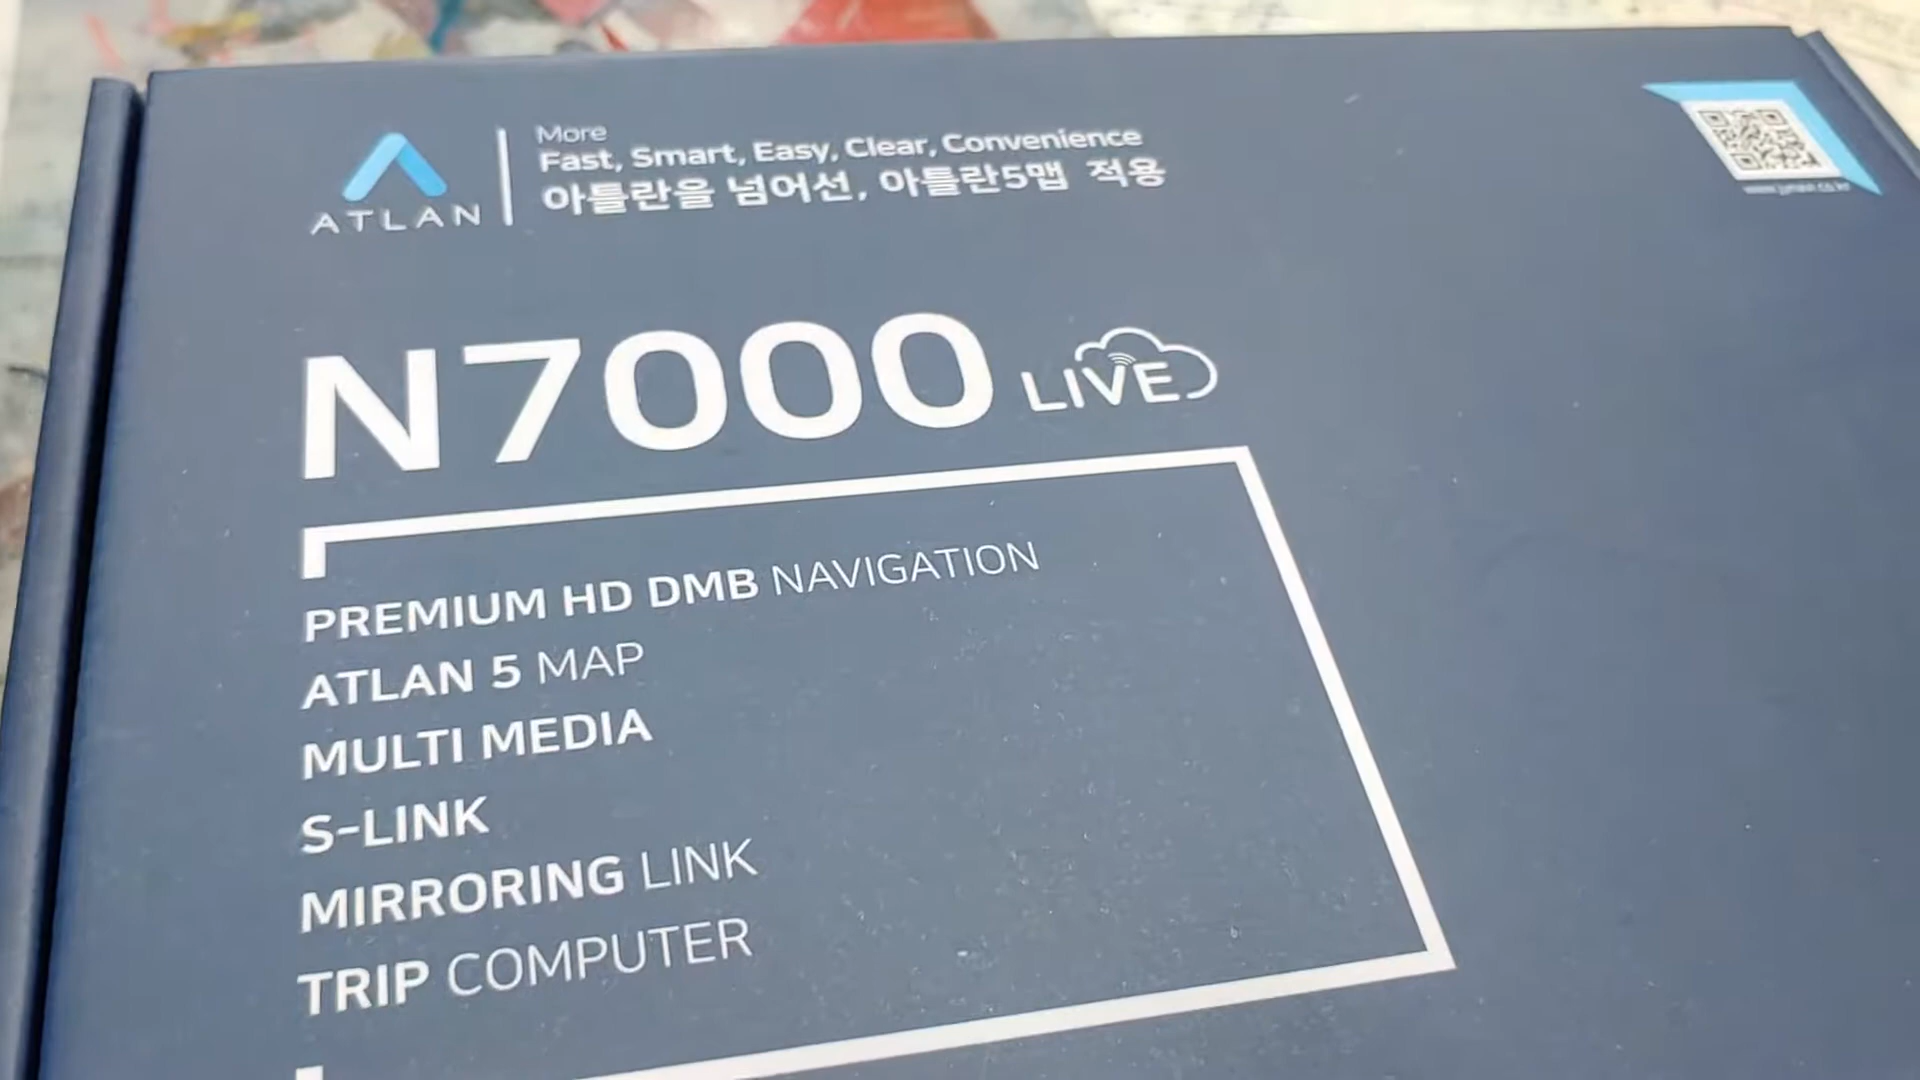 ATLAN
More
Fast, Smart, Easy, Clear, Convenience
아틀란을 넘어선, 아틀란5맵 적용
N7000 LIVE
PREMIUM HD DMB NAVIGATION
ATLAN 5 MAP
MULTI MEDIA
S-LINK
MIRRORING LINK
TRIP COMPUTER